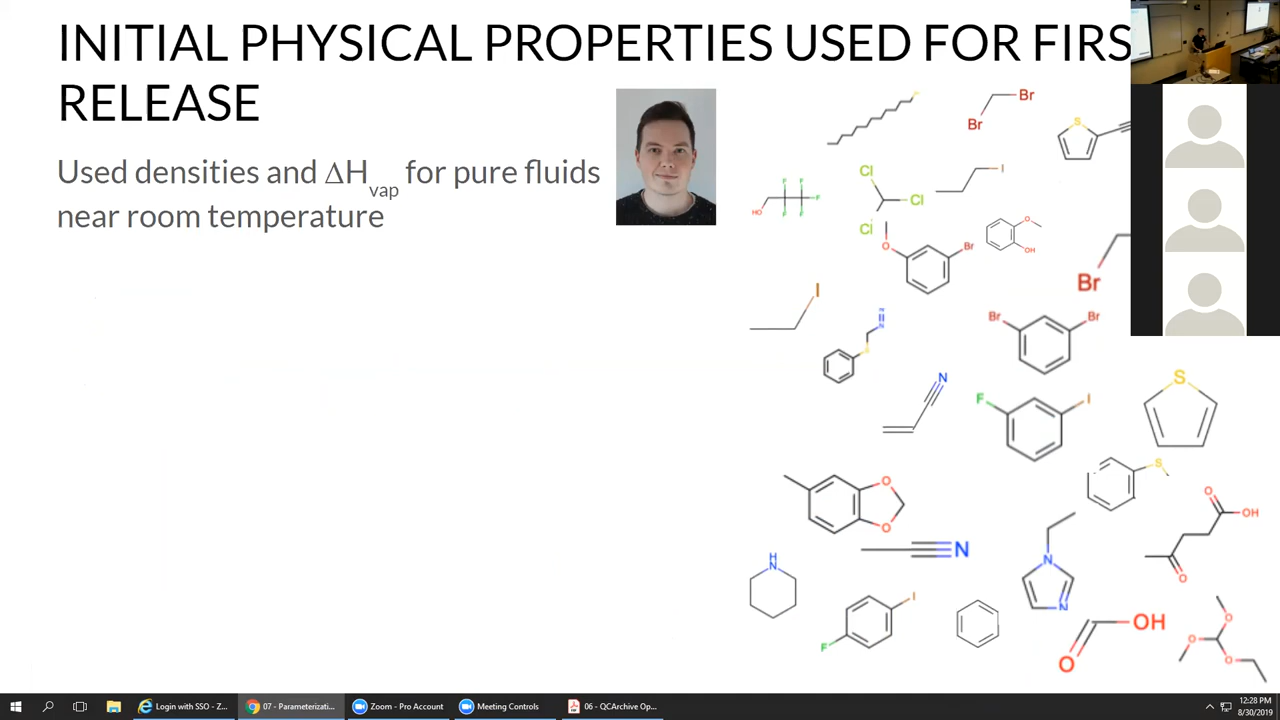 INITIAL PHYSICAL PROPERTIES USED FOR FIRS
RELEASE
Used densities and ΔHvap for pure fluids
near room temperature
Br
Br
S
I
Cl
Cl
Cl
F F
F
F F
HO
O
Br
O
OH
Br
I
N
N
S
Br Br
N
F I
S
S
O
O
O
OH
O
N
H
N
N
N
I
F
OH
O
O
O
O
Login with SSO - Z...
07 - Parameterizati...
Zoom - Pro Account
Meeting Controls
06 - QCArchive Op...
12:28 PM
8/30/2019